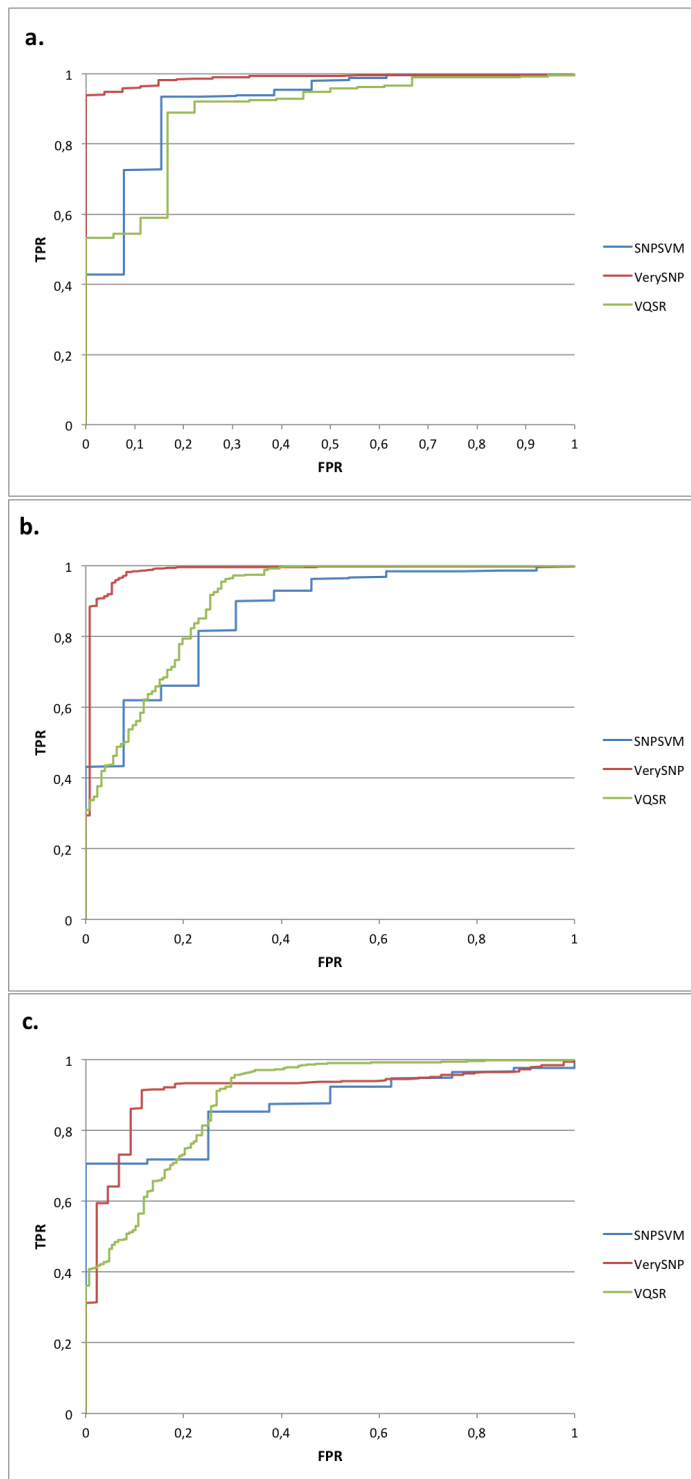 a.
1
0,8
0,6
0,4
0,2
0
TPR
0 0,1 0,2 0,3 0,4 0,5 0,6 0,7 0,8 0,9 1
FPR
SNPSVM
VerySNP
VQSR
b.
1
0,8
0,6
0,4
0,2
0
TPR
0 0,2 0,4 0,6 0,8 1
FPR
SNPSVM
VerySNP
VQSR
c.
1
0,8
0,6
0,4
0,2
0
TPR
0 0,2 0,4 0,6 0,8 1
FPR
SNPSVM
VerySNP
VQSR